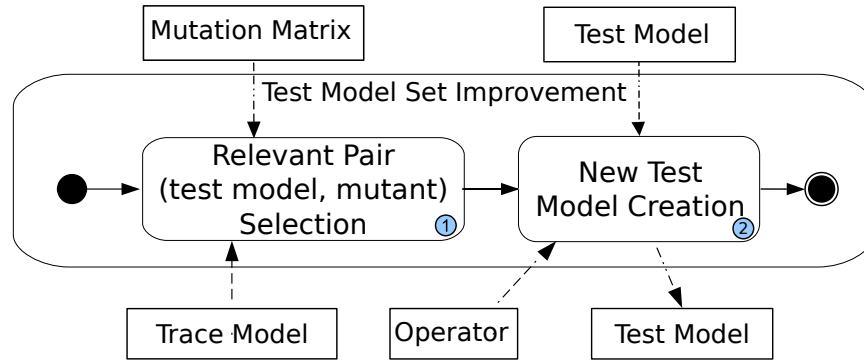 Mutation Matrix
Test Model
Test Model Set Improvement
Relevant Pair
(test model, mutant)
Selection
1
New Test
Model Creation
2
Trace Model
Operator
Test Model